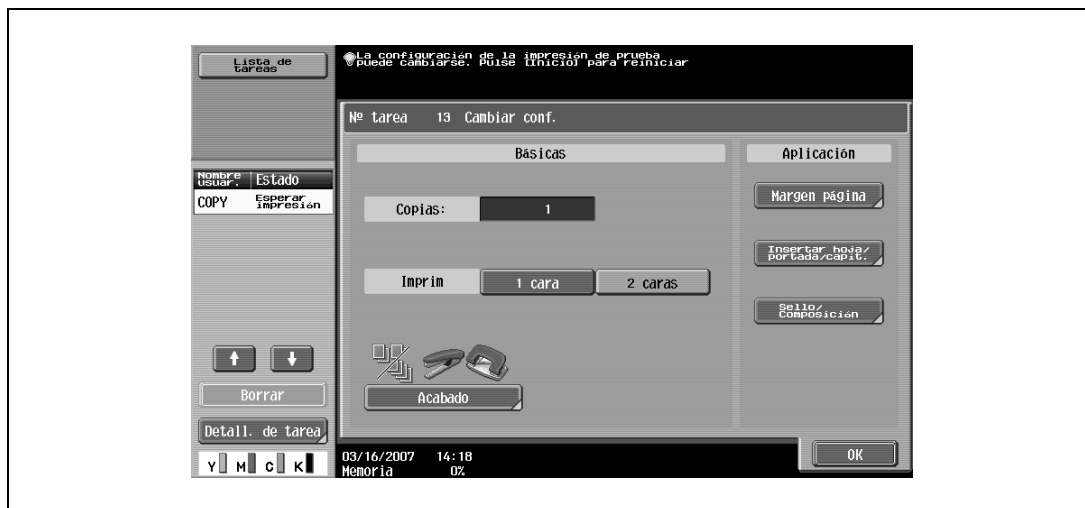 Lista de
tareas
La configuración de la impresión de prueba
puede cambiarse. Pulse [Inicio] para reiniciar
Nº tarea 13 Cambiar conf.
Básicas
Aplicación
Nombre
usuar.
Estado
COPY
Esperar
impresión
Copias: 1
Margen página
Insertar hoja/
portada/capít.
Imprim 1 cara 2 caras
Sello/
Composición
Acabado
Borrar
Detall. de tarea
Y M C K
03/16/2007 14:18
Memoria 0%
OK